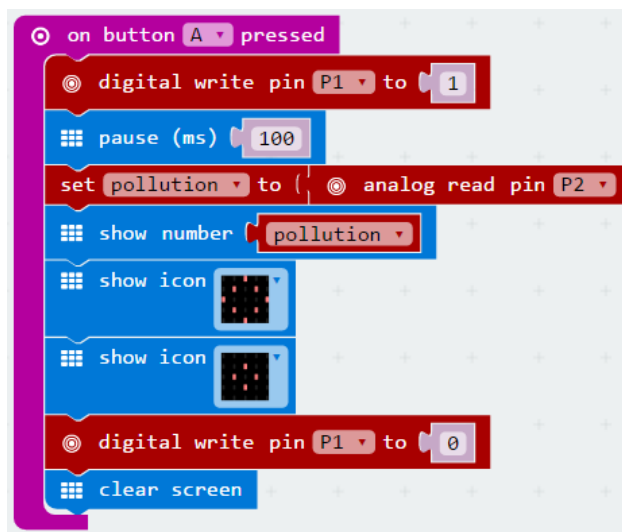 on button A pressed
digital write pin P1 to 1
pause (ms) 100
set pollution to ( analog read pin P2
show number pollution
show icon
show icon
digital write pin P1 to 0
clear screen